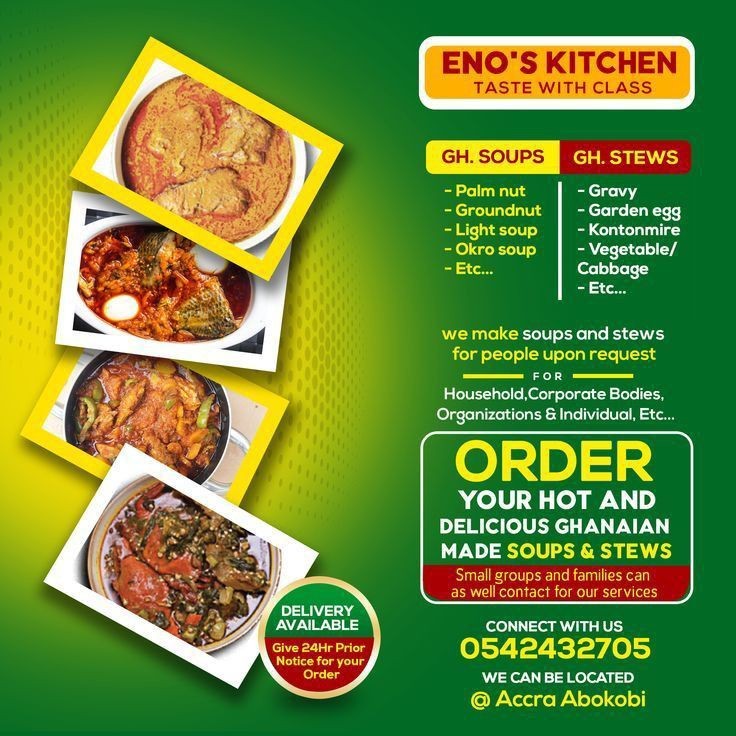 ENO'S KITCHEN
TASTE WITH CLASS
GH. SOUPS
- Palm nut
- Groundnut
- Light soup
- Okro soup
- Etc...
GH. STEWS
- Gravy
- Garden egg
- Kontonmire
- Vegetable/
Cabbage
- Etc...
we make soups and stews
for people upon request
FOR
Household,Corporate Bodies,
Organizations & Individual, Etc...
ORDER
YOUR HOT AND
DELICIOUS GHANAIAN
MADE SOUPS & STEWS
Small groups and families can
as well contact for our services
DELIVERY
AVAILABLE
Give 24Hr Prior
Notice for your
Order
CONNECT WITH US
0542432705
WE CAN BE LOCATED
@ Accra Abokobi